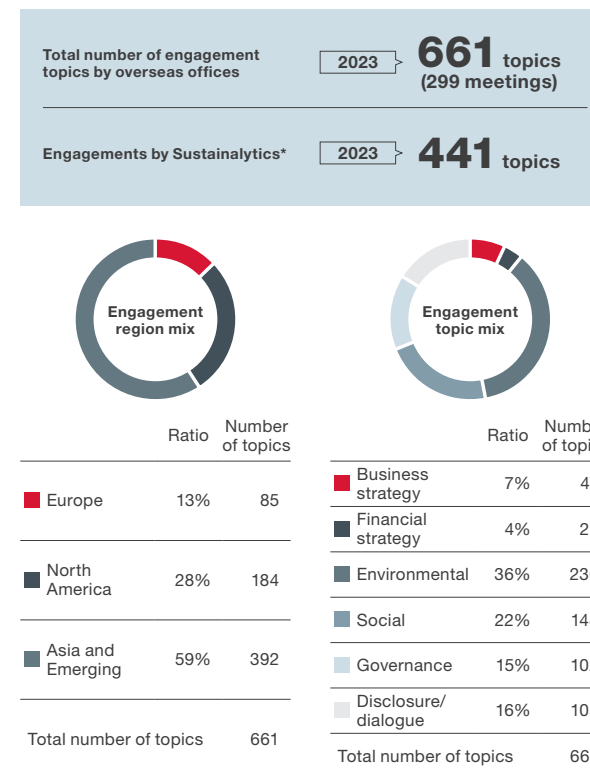 Total number of engagement
topics by overseas offices
2023
661 topics
(299 meetings)
Engagements by Sustainalytics*
2023
441 topics
Engagement
region mix
Ratio
Number
of topics
Europe 13% 85
North
America
28% 184
Asia and
Emerging
59% 392
Total number of topics 661
Engagement
topic mix
Ratio
of
Business
strategy
7%
Financial
strategy
4%
Environmental 36%
Social 22%
Governance 15%
Disclosure/
dialogue
16%
Total number of topics